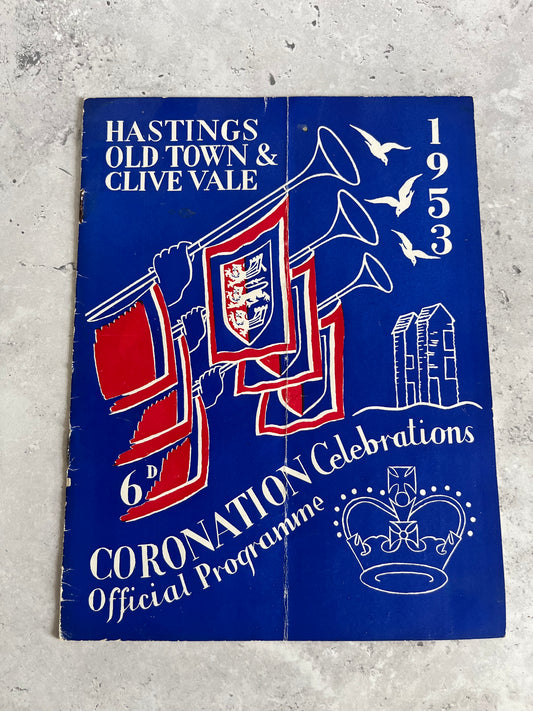 HASTINGS
OLD TOWN &
CLIVE VALE
1953
6D
CORONATION Celebrations
Official Programme